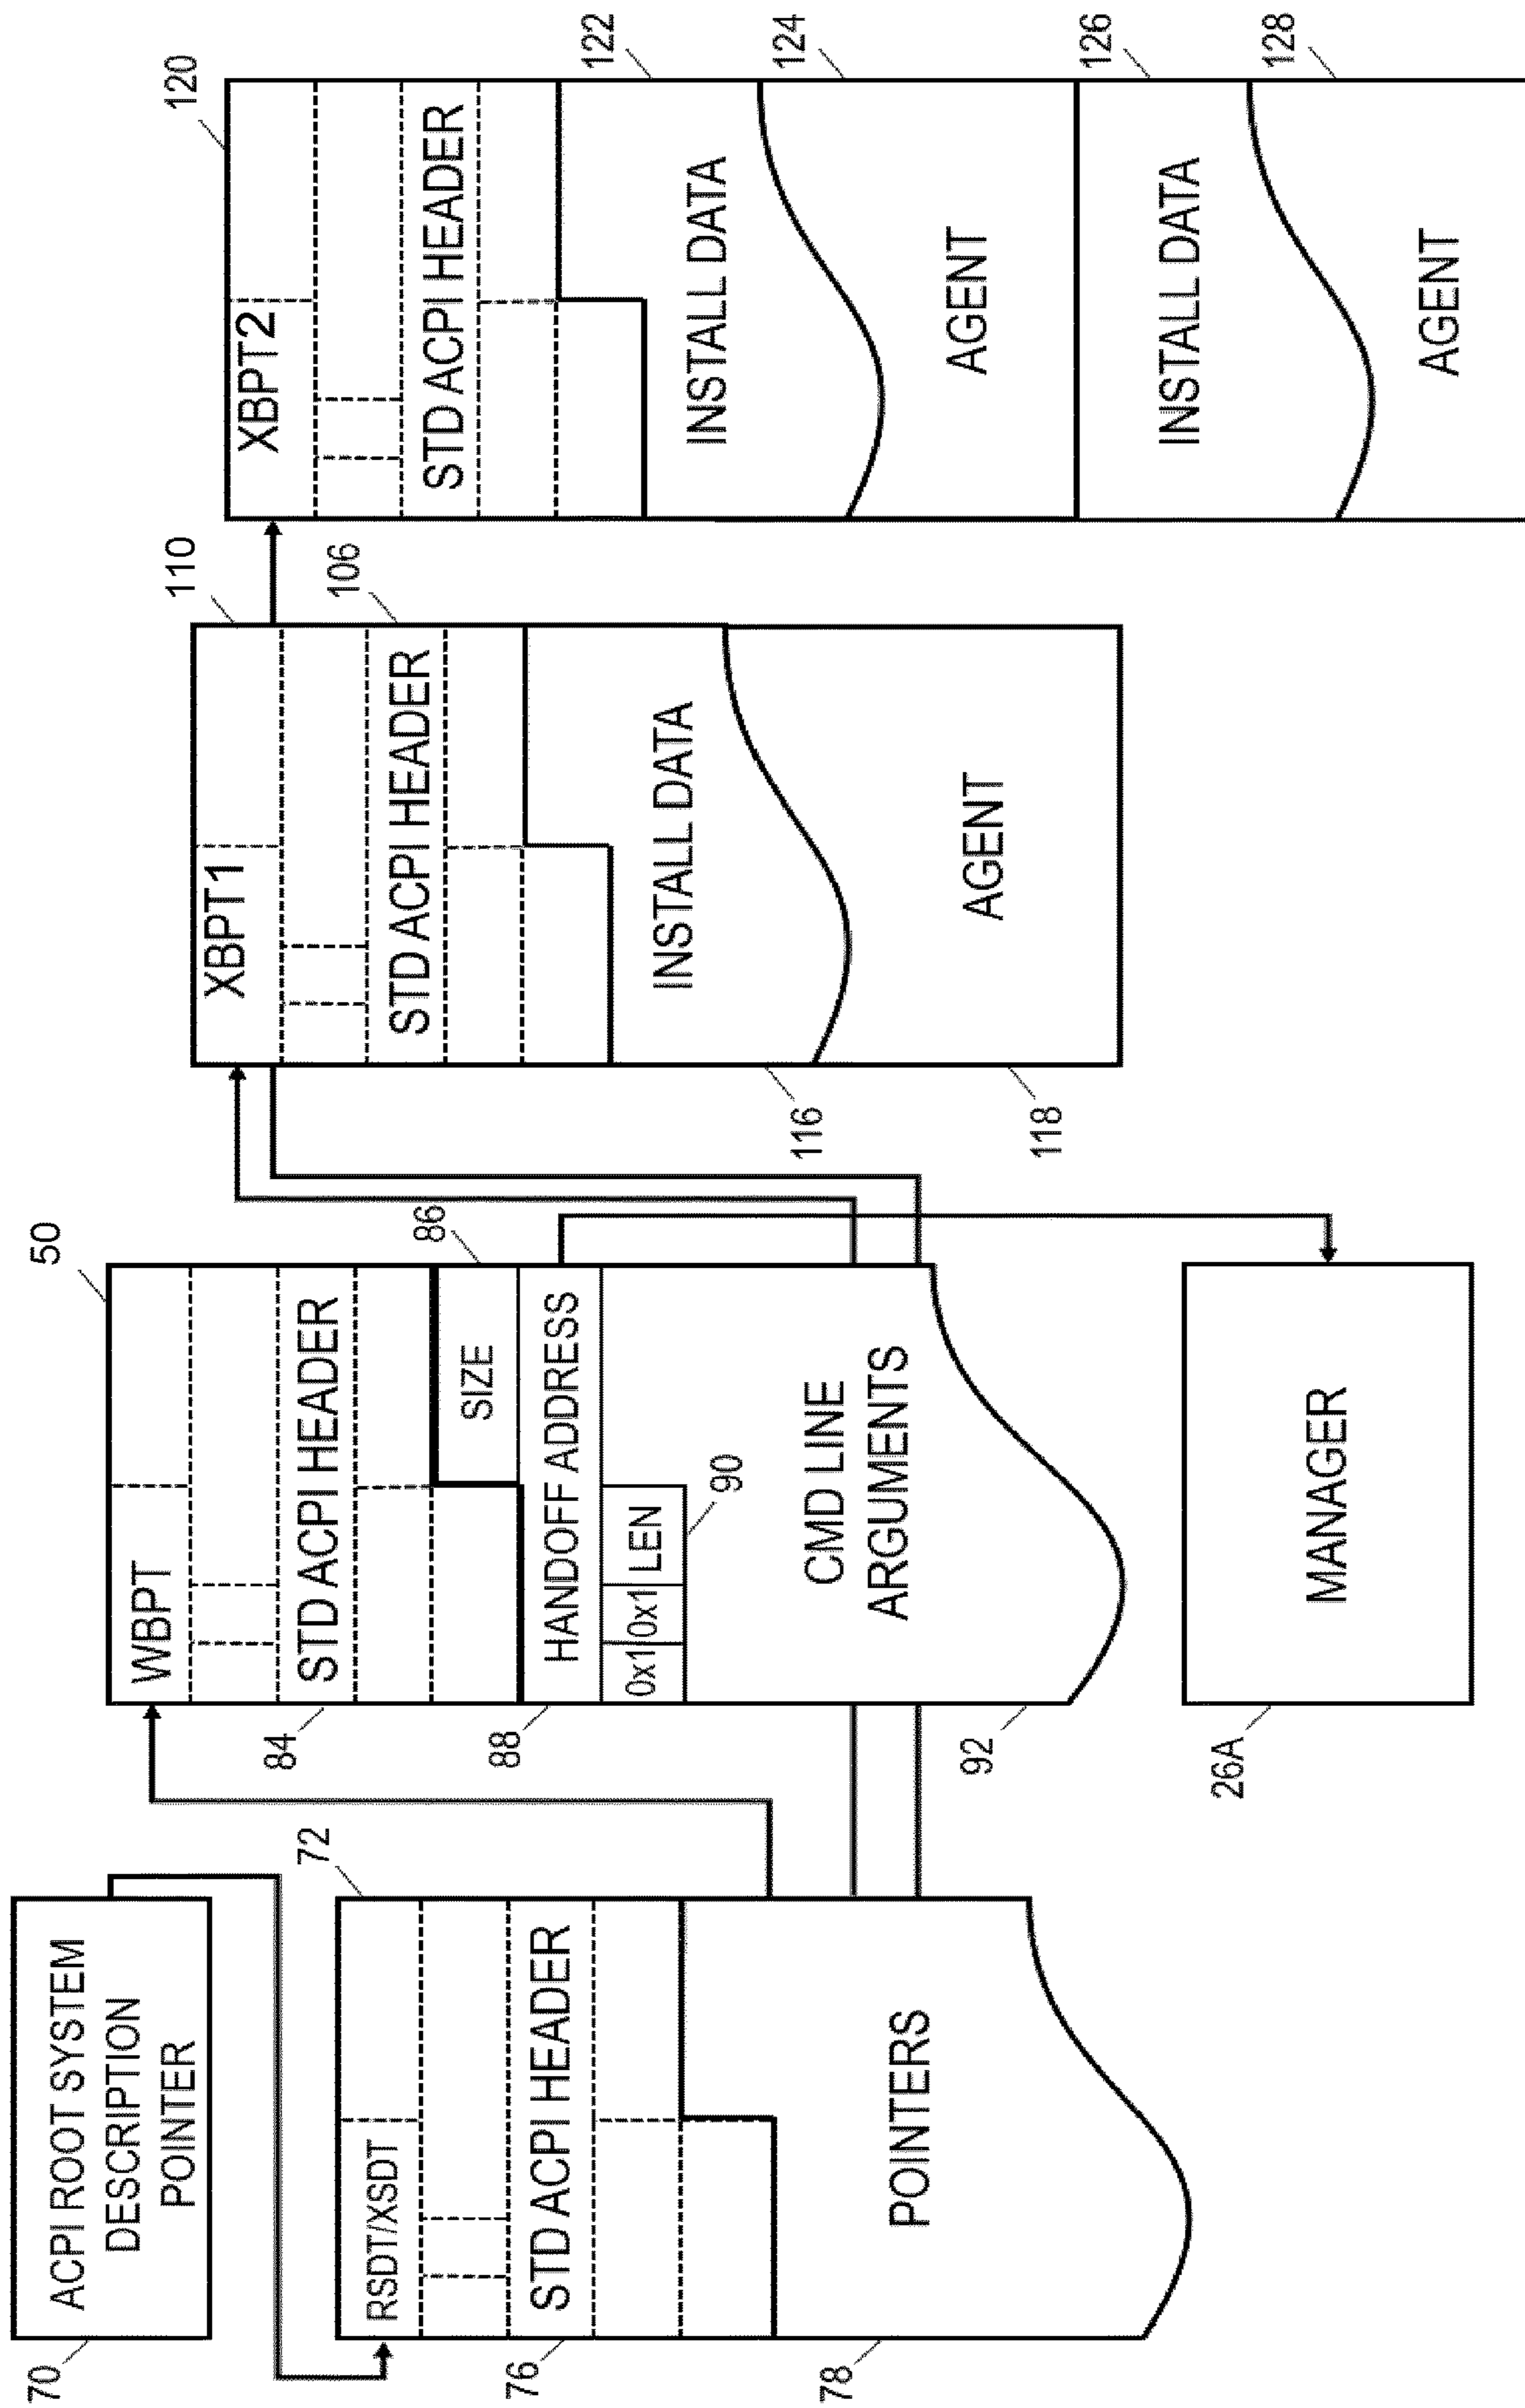 70
ACPI ROOT SYSTEM
DESCRIPTION
POINTER
72
RSDT/XSDT
STD ACPI HEADER
76
POINTERS
78
50
WBPT
STD ACPI HEADER
84
SIZE
86
HANDOFF ADDRESS
88
0x1
0x1
LEN
90
CMD LINE
ARGUMENTS
92
MANAGER
26A
110
XBPT1
STD ACPI HEADER
106
INSTALL DATA
116
AGENT
118
120
XBPT2
STD ACPI HEADER
INSTALL DATA
122
AGENT
124
INSTALL DATA
126
AGENT
128